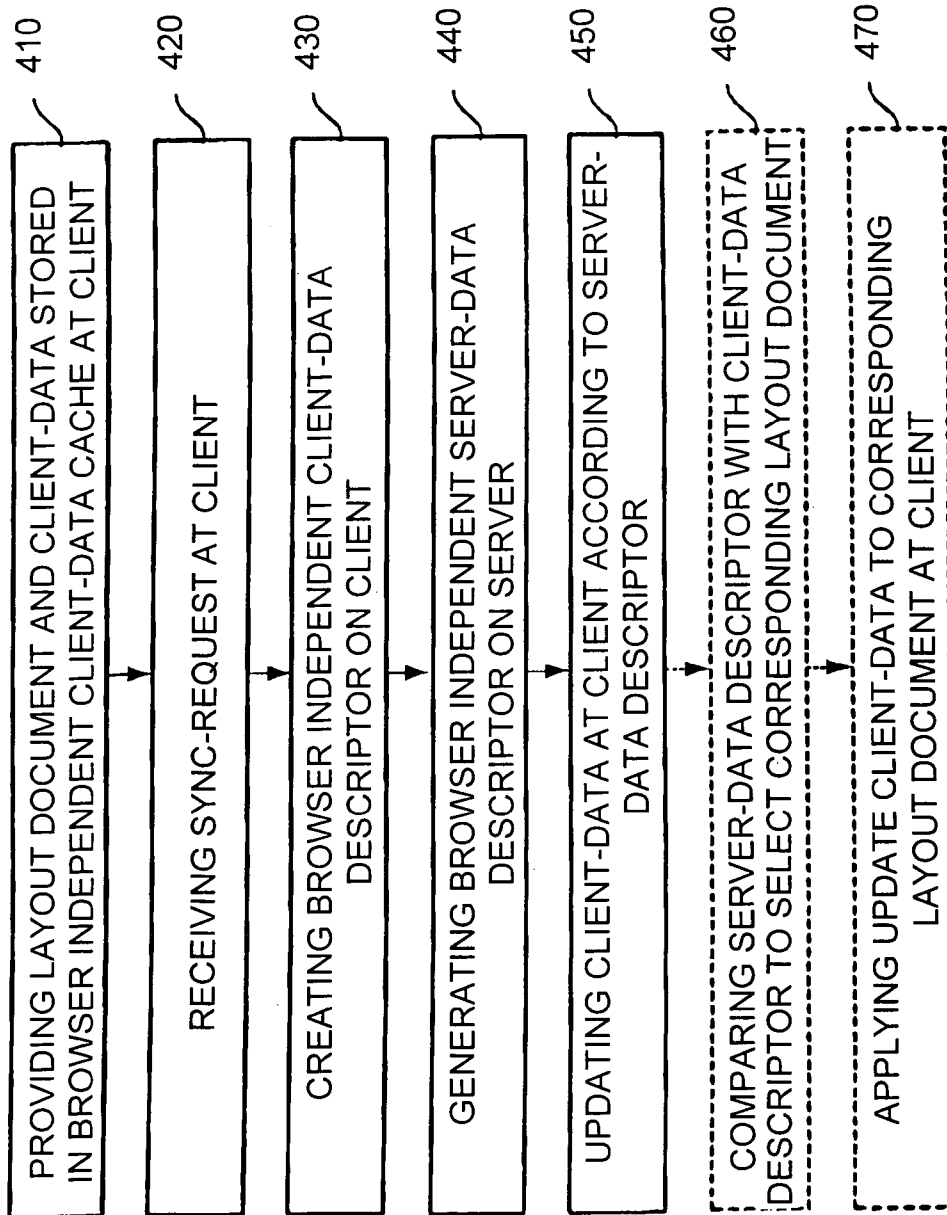 PROVIDING LAYOUT DOCUMENT AND CLIENT-DATA STORED
IN BROWSER INDEPENDENT CLIENT-DATA CACHE AT CLIENT
410
RECEIVING SYNC-REQUEST AT CLIENT
420
CREATING BROWSER INDEPENDENT CLIENT-DATA
DESCRIPTOR ON CLIENT
430
GENERATING BROWSER INDEPENDENT SERVER-DATA
DESCRIPTOR ON SERVER
440
UPDATING CLIENT-DATA AT CLIENT ACCORDING TO SERVER-
DATA DESCRIPTOR
450
COMPARING SERVER-DATA DESCRIPTOR WITH CLIENT-DATA
DESCRIPTOR TO SELECT CORRESPONDING LAYOUT DOCUMENT
460
APPLYING UPDATE CLIENT-DATA TO CORRESPONDING
LAYOUT DOCUMENT AT CLIENT
470